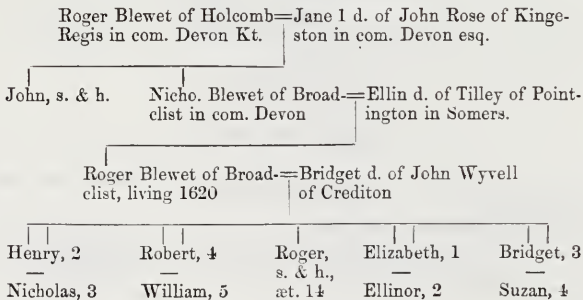 Roger Blewet of Holcomb=Jane 1 d. of John Rose of Kinge-
Regis in com. Devon Kt. ston in com. Devon esq.
John, s. & h. Nicho. Blewet of Broad-=Ellin d. of Tilley of Point-
clist in com. Devon ington in Somers.
Roger Blewet of Broad-=Bridget d. of John Wyvell
clist, living 1620 of Crediton
Henry, 2 Robert, 4 Roger, Elizabeth, 1 Bridget, 3
s. & h.,
Nicholas, 3 William, 5 æt. 14 Ellinor, 2 Suzan, 4